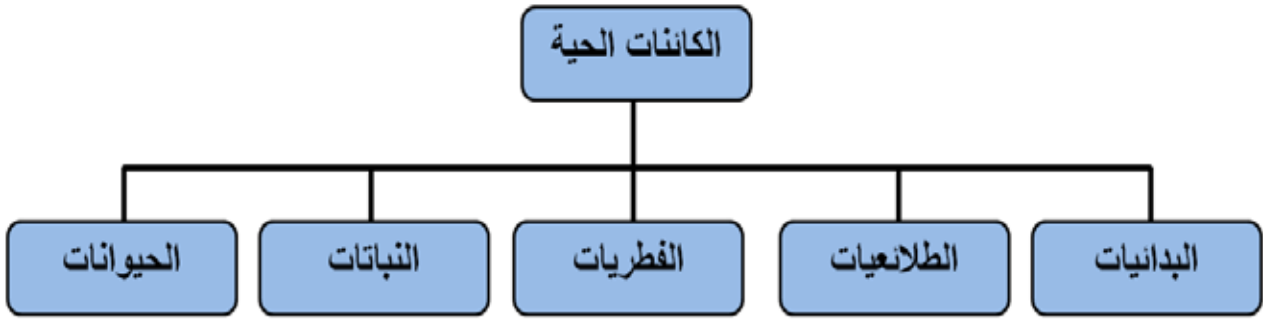 الكائنات الحية
البدائيات
الطلائعيات
الفطريات
النباتات
الحيوانات